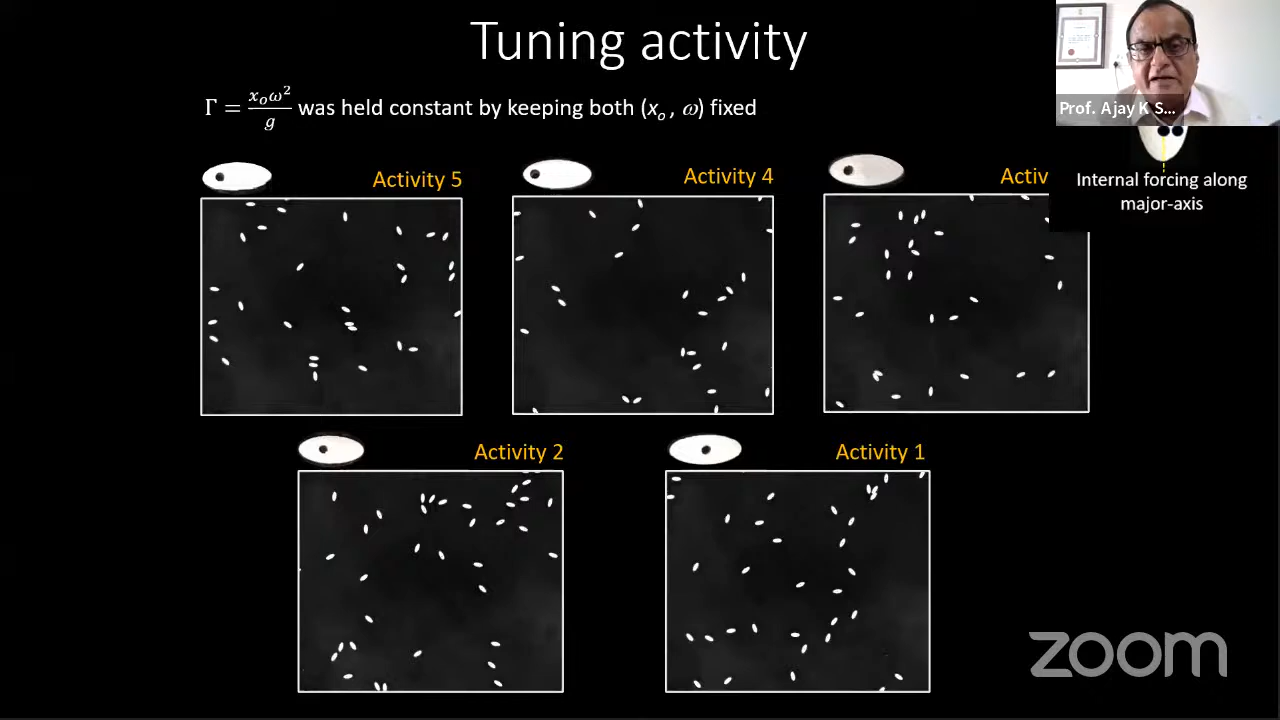 Tuning activity
Γ = x₀ω²/g was held constant by keeping both (x₀, ω) fixed
Prof. Ajay K S...
Internal forcing along
major-axis
Activity 5
Activity 4
Activ
Activity 2
Activity 1
zoom